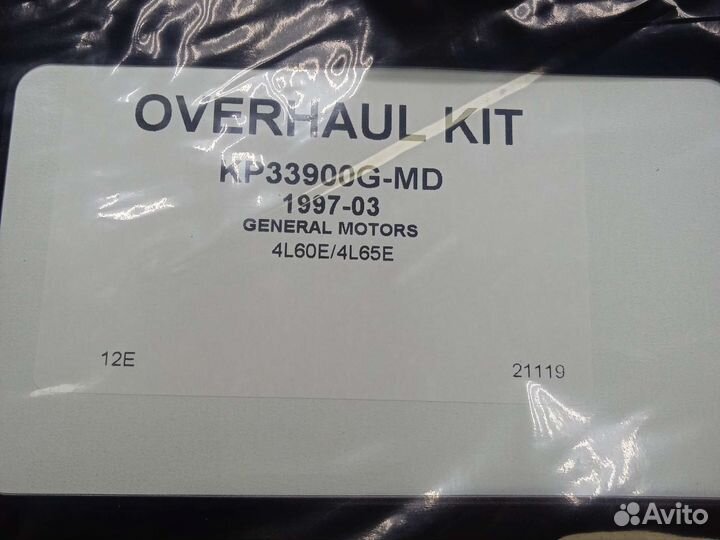 OVERHAUL KIT
KP33900G-MD
1997-03
GENERAL MOTORS
4L60E/4L65E
12E 21119
Avito